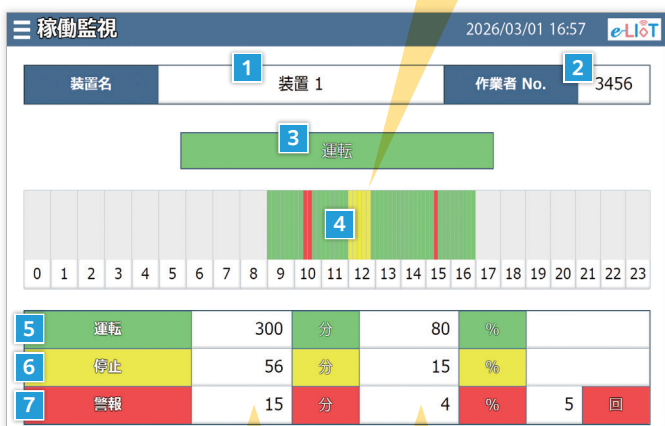 稼働監視 2026/03/01 16:57 e-LIoT
装置名 1 装置 1 作業者 No. 2 3456
3 運転
4
0 1 2 3 4 5 6 7 8 9 10 11 12 13 14 15 16 17 18 19 20 21 22 23
5 運転 300 分 80 %
6 停止 56 分 15 %
7 警報 15 分 4 % 5 回